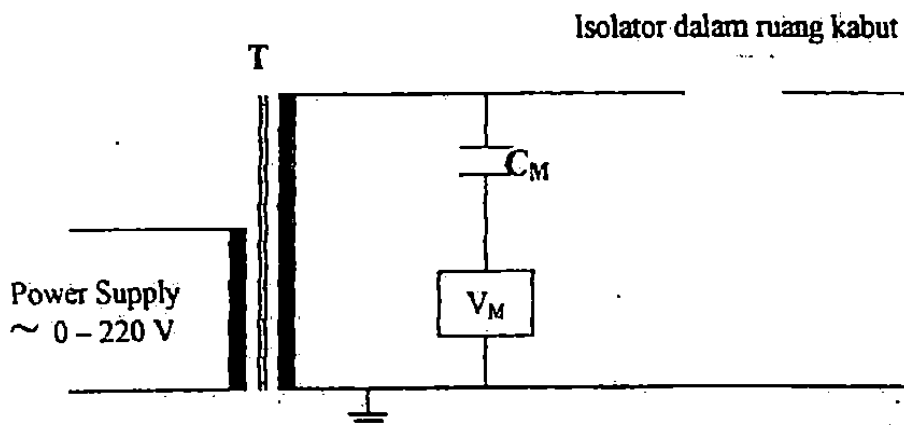 Isolator dalam ruang kabut
T
C_M
V_M
Power Supply
~ 0 – 220 V